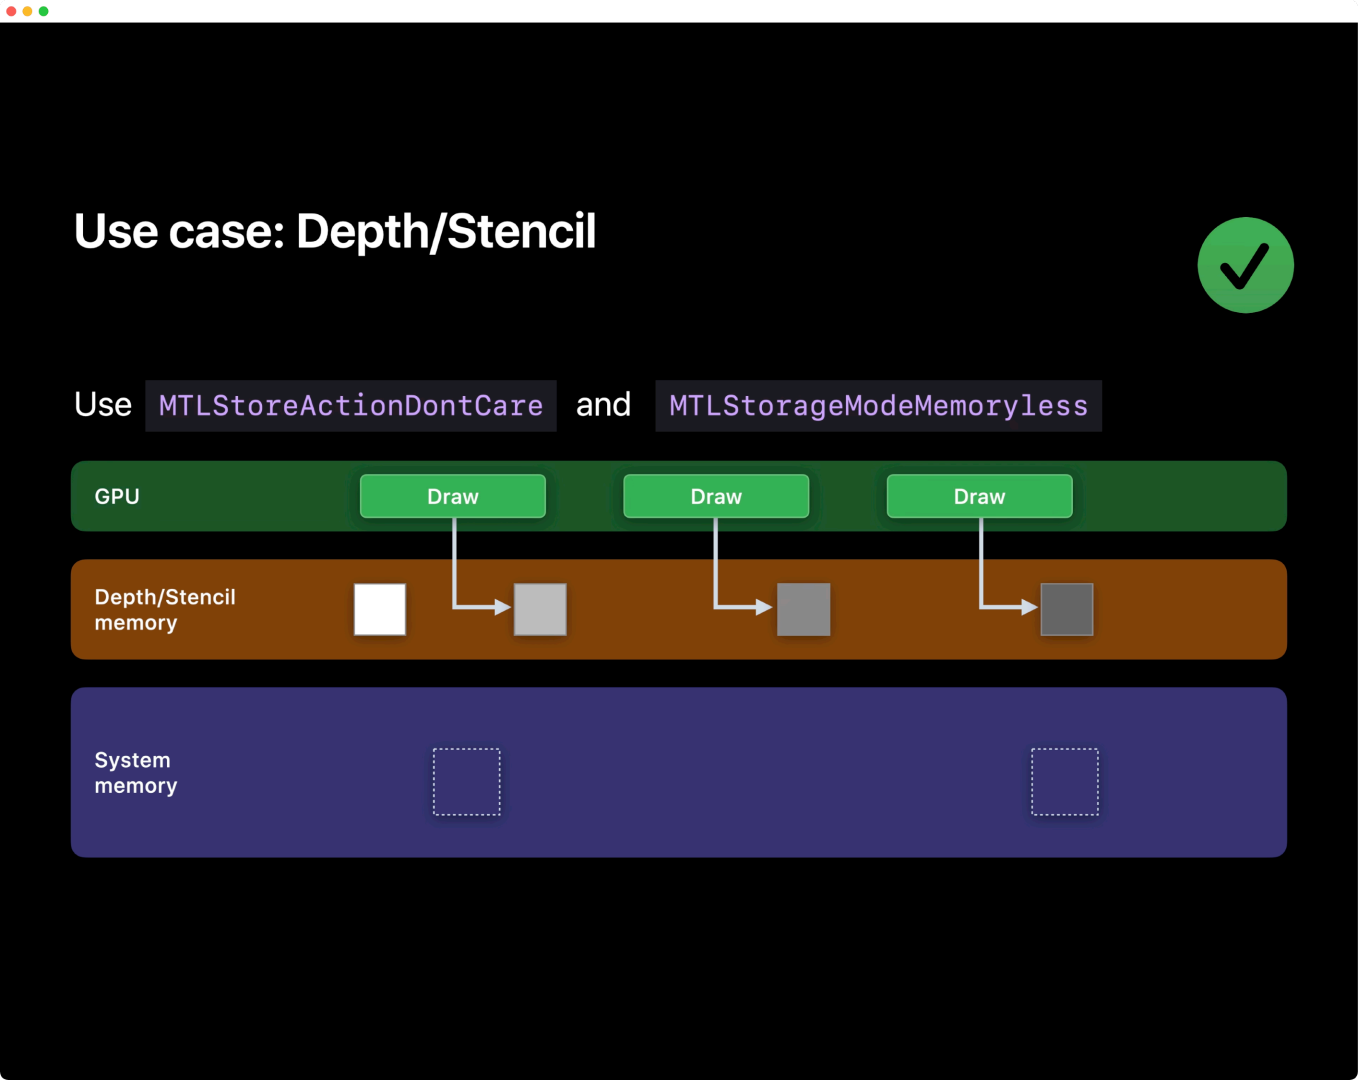 Use case: Depth/Stencil
Use MTLStoreActionDontCare and MTLStorageModeMemoryless
GPU
Draw
Draw
Draw
Depth/Stencil
memory
System
memory